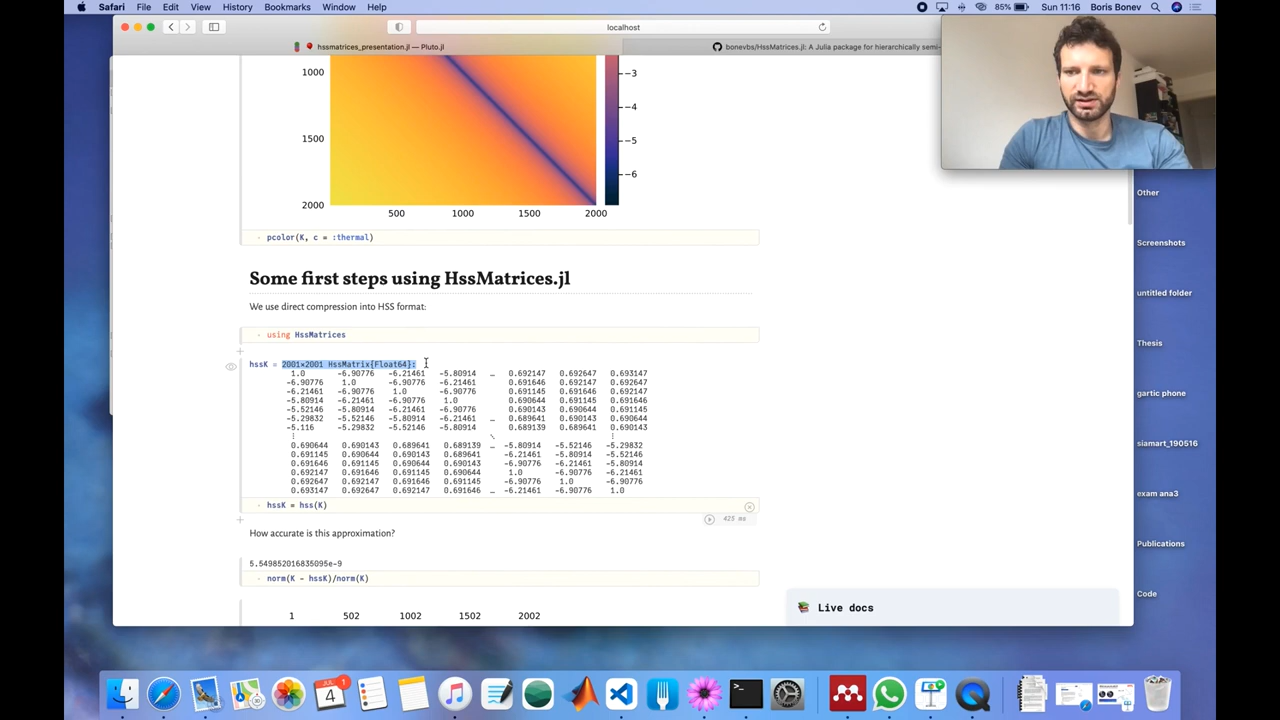 Safari File Edit View History Bookmarks Window Help 85% Sun 11:16 Boris Bonev
localhost
hssmatrices_presentation.jl — Pluto.jl
bonevbs/HssMatrices.jl: A Julia package for hierarchically semi-
1000
1500
2000
500 1000 1500 2000
−3
−4
−5
−6
pcolor(K, c = :thermal)
Some first steps using HssMatrices.jl
We use direct compression into HSS format:
using HssMatrices
hssK = 2001×2001 HssMatrix{Float64}:
1.0 -6.90776 -6.21461 -5.80914 … 0.692147 0.692647 0.693147
-6.90776 1.0 -6.90776 -6.21461 0.691646 0.692147 0.692647
-6.21461 -6.90776 1.0 -6.90776 0.691145 0.691646 0.692147
-5.80914 -6.21461 -6.90776 1.0 0.690644 0.691145 0.691646
-5.52146 -5.80914 -6.21461 -6.90776 0.690143 0.690644 0.691145
-5.29832 -5.52146 -5.80914 -6.21461 … 0.689641 0.690143 0.690644
-5.116 -5.29832 -5.52146 -5.80914 0.689139 0.689641 0.690143
⋮ ⋱ ⋮
0.690644 0.690143 0.689641 0.689139 … -5.80914 -5.52146 -5.29832
0.691145 0.690644 0.690143 0.689641 -6.21461 -5.80914 -5.52146
0.691646 0.691145 0.690644 0.690143 -6.90776 -6.21461 -5.80914
0.692147 0.691646 0.691145 0.690644 1.0 -6.90776 -6.21461
0.692647 0.692147 0.691646 0.691145 -6.90776 1.0 -6.90776
0.693147 0.692647 0.692147 0.691646 … -6.21461 -6.90776 1.0
hssK = hss(K)
425 ms
How accurate is this approximation?
5.549852016835095e-9
norm(K - hssK)/norm(K)
1 502 1002 1502 2002
Live docs
Other
Screenshots
untitled folder
Thesis
gartic phone
siamart_190516
exam ana3
Publications
Code
4
1